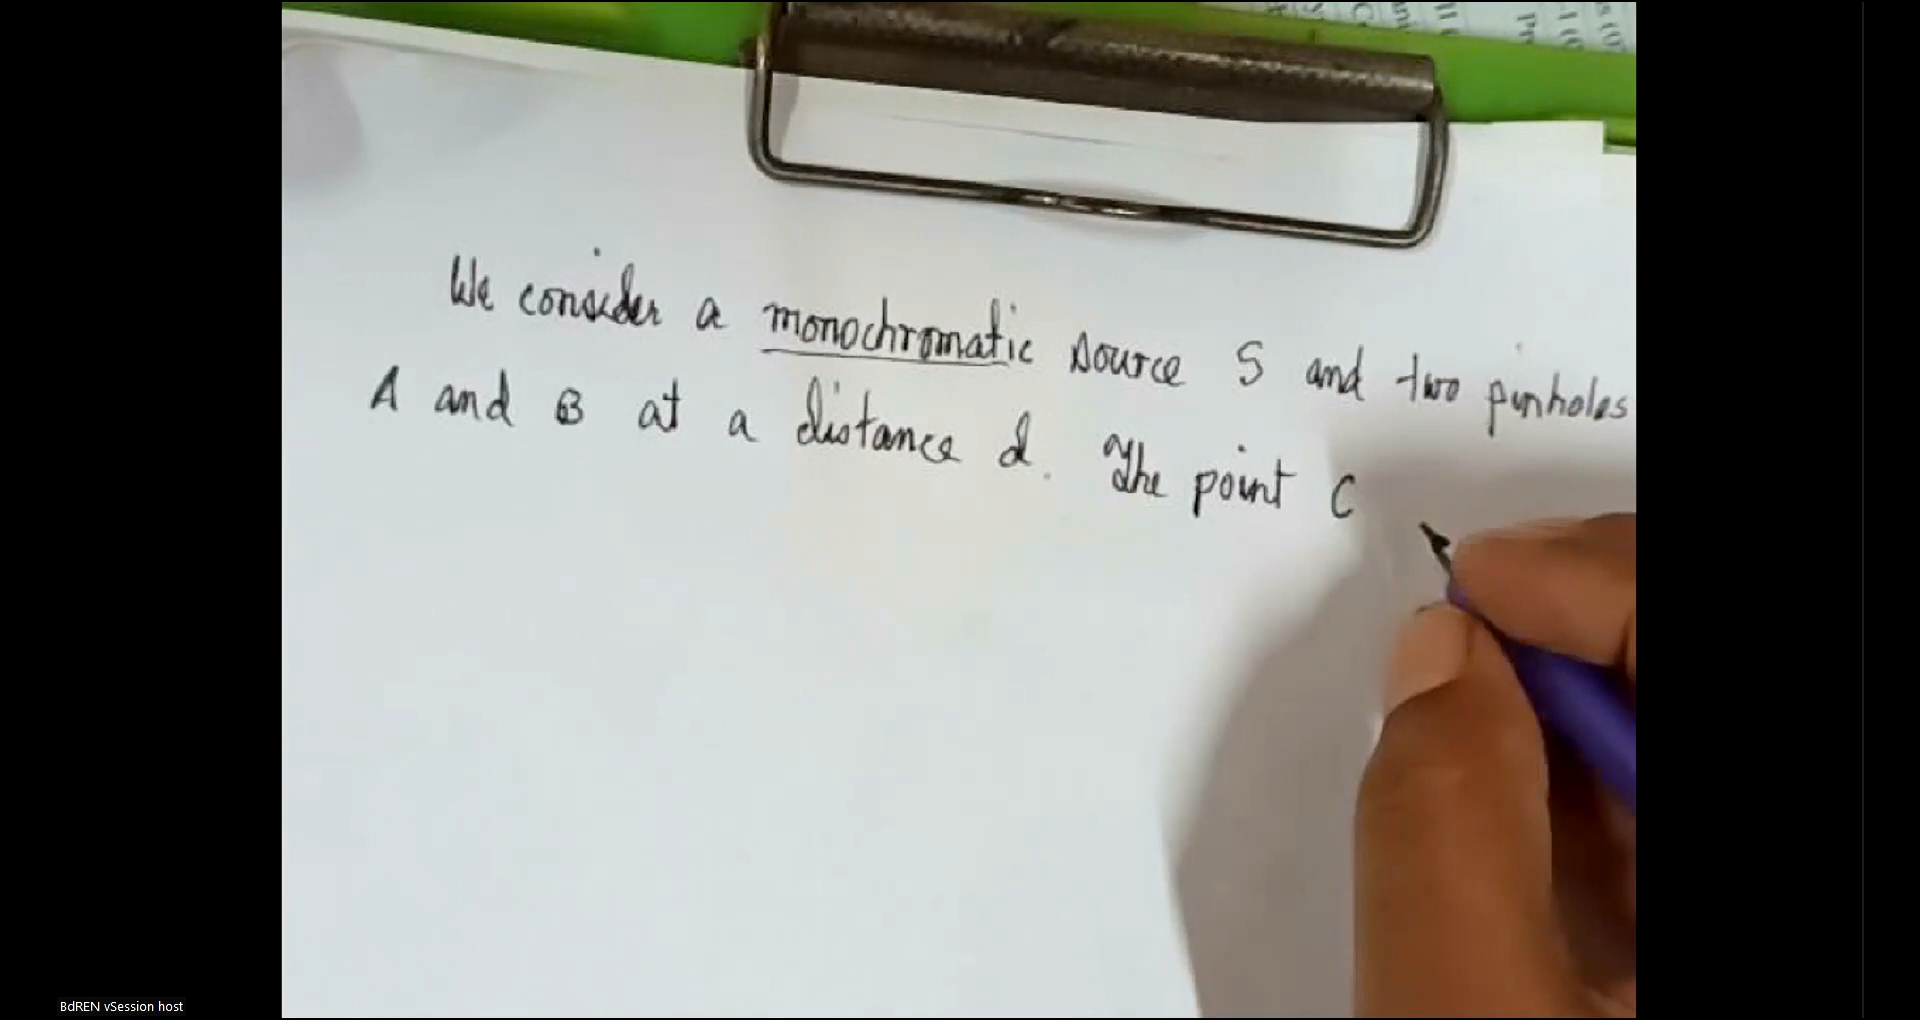 We consider a monochromatic source S and two pinholes
A and B at a distance d. The point C
BdREN vSession host